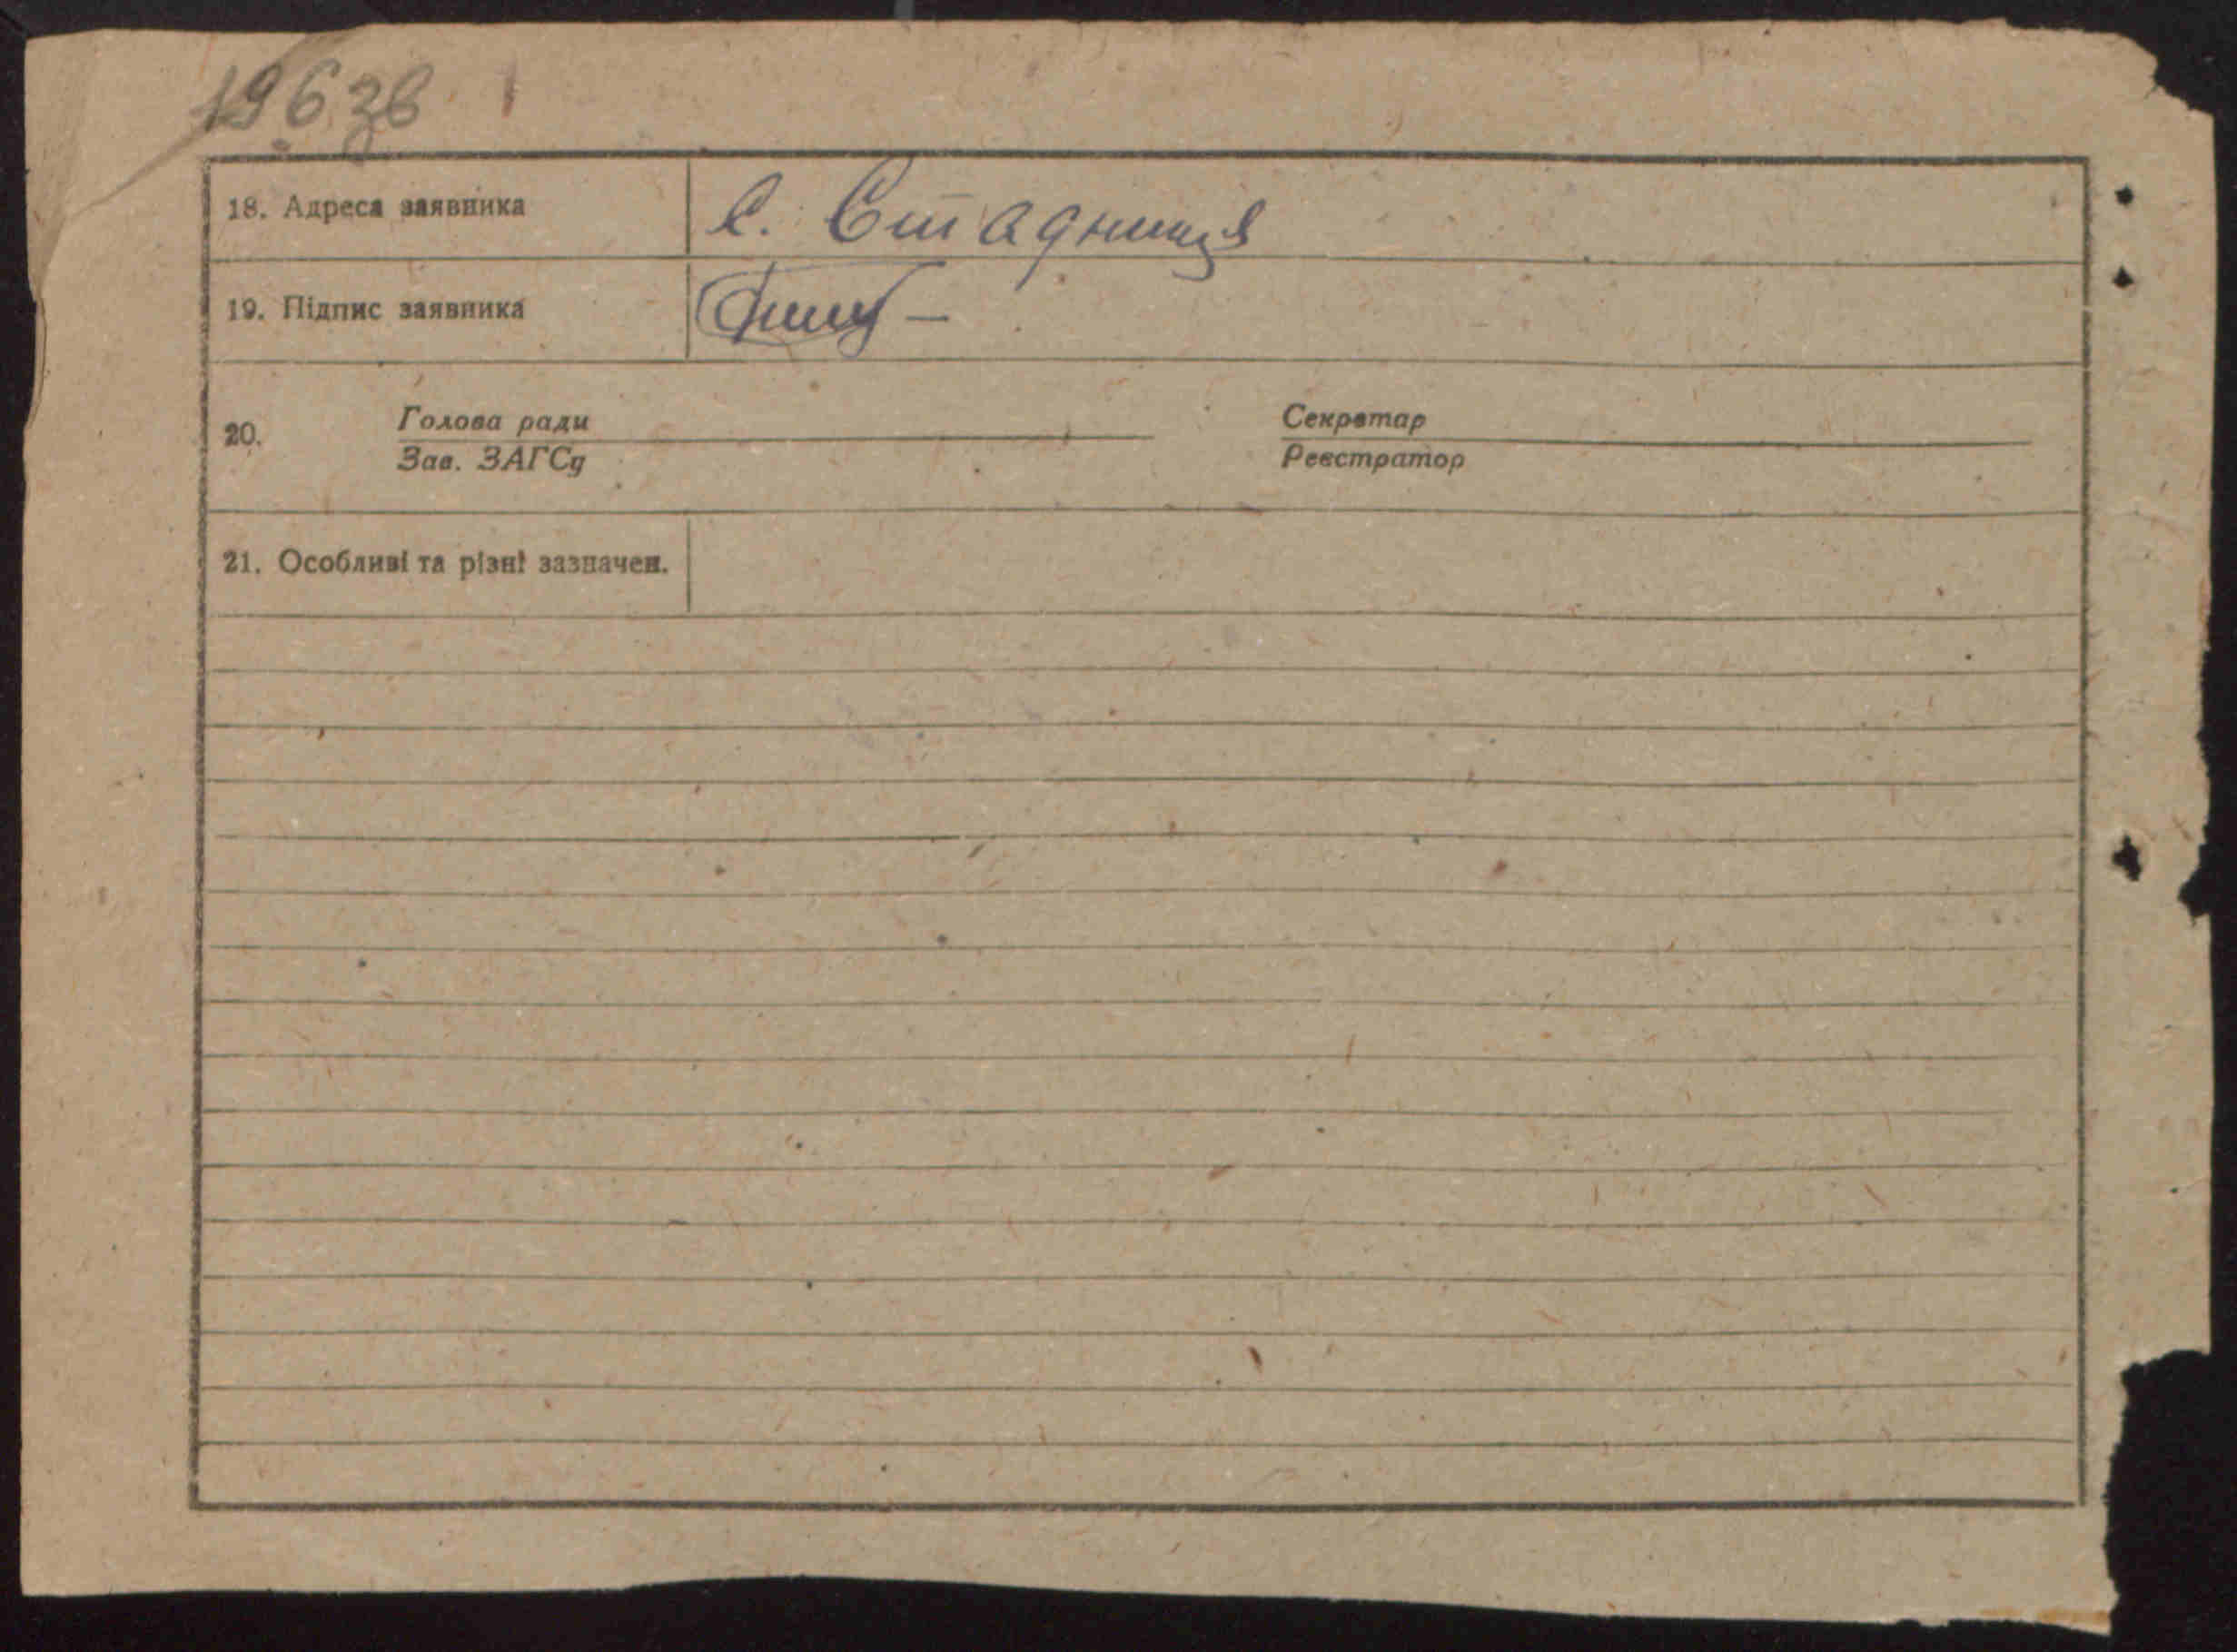 196зв
18. Адреса заявника С. Стадниця
19. Підпис заявника
20. Голова ради Секретар
Зав. ЗАГСу Реєстратор
21. Особливі та різні зазначен.